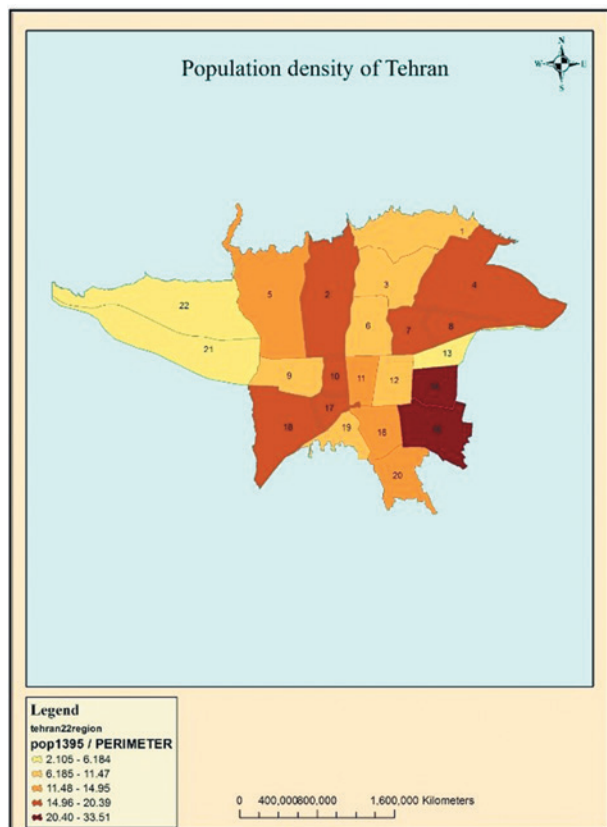 Population density of Tehran
N
W
E
S
1
2
3
4
5
6
7
8
9
10
11
12
13
17
18
19
20
21
22
Legend
tehran22region
pop1395 / PERIMETER
2.105 - 6.184
6.185 - 11.47
11.48 - 14.95
14.96 - 20.39
20.40 - 33.51
0 400,000800,000 1,600,000 Kilometers